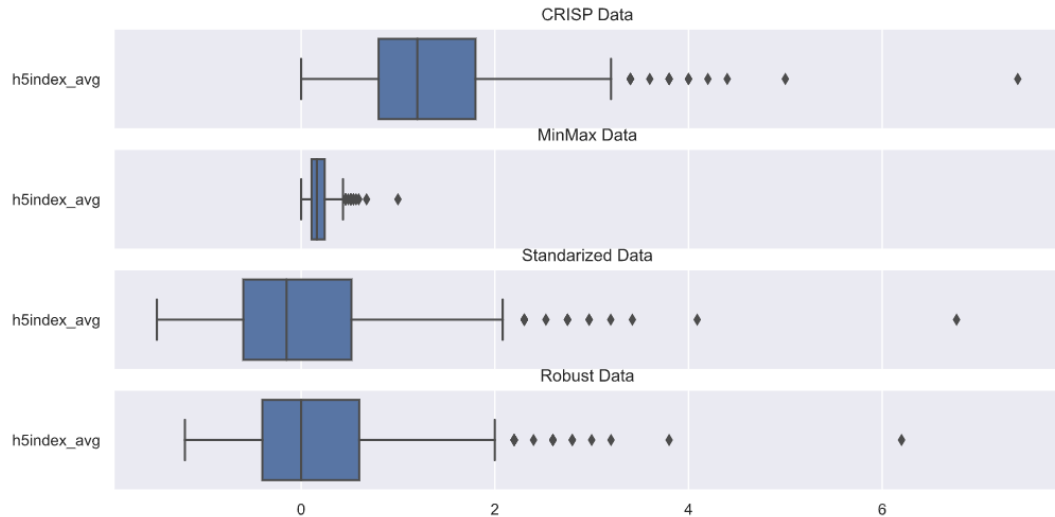 CRISP Data
h5index_avg
MinMax Data
h5index_avg
Standarized Data
h5index_avg
Robust Data
h5index_avg
0 2 4 6